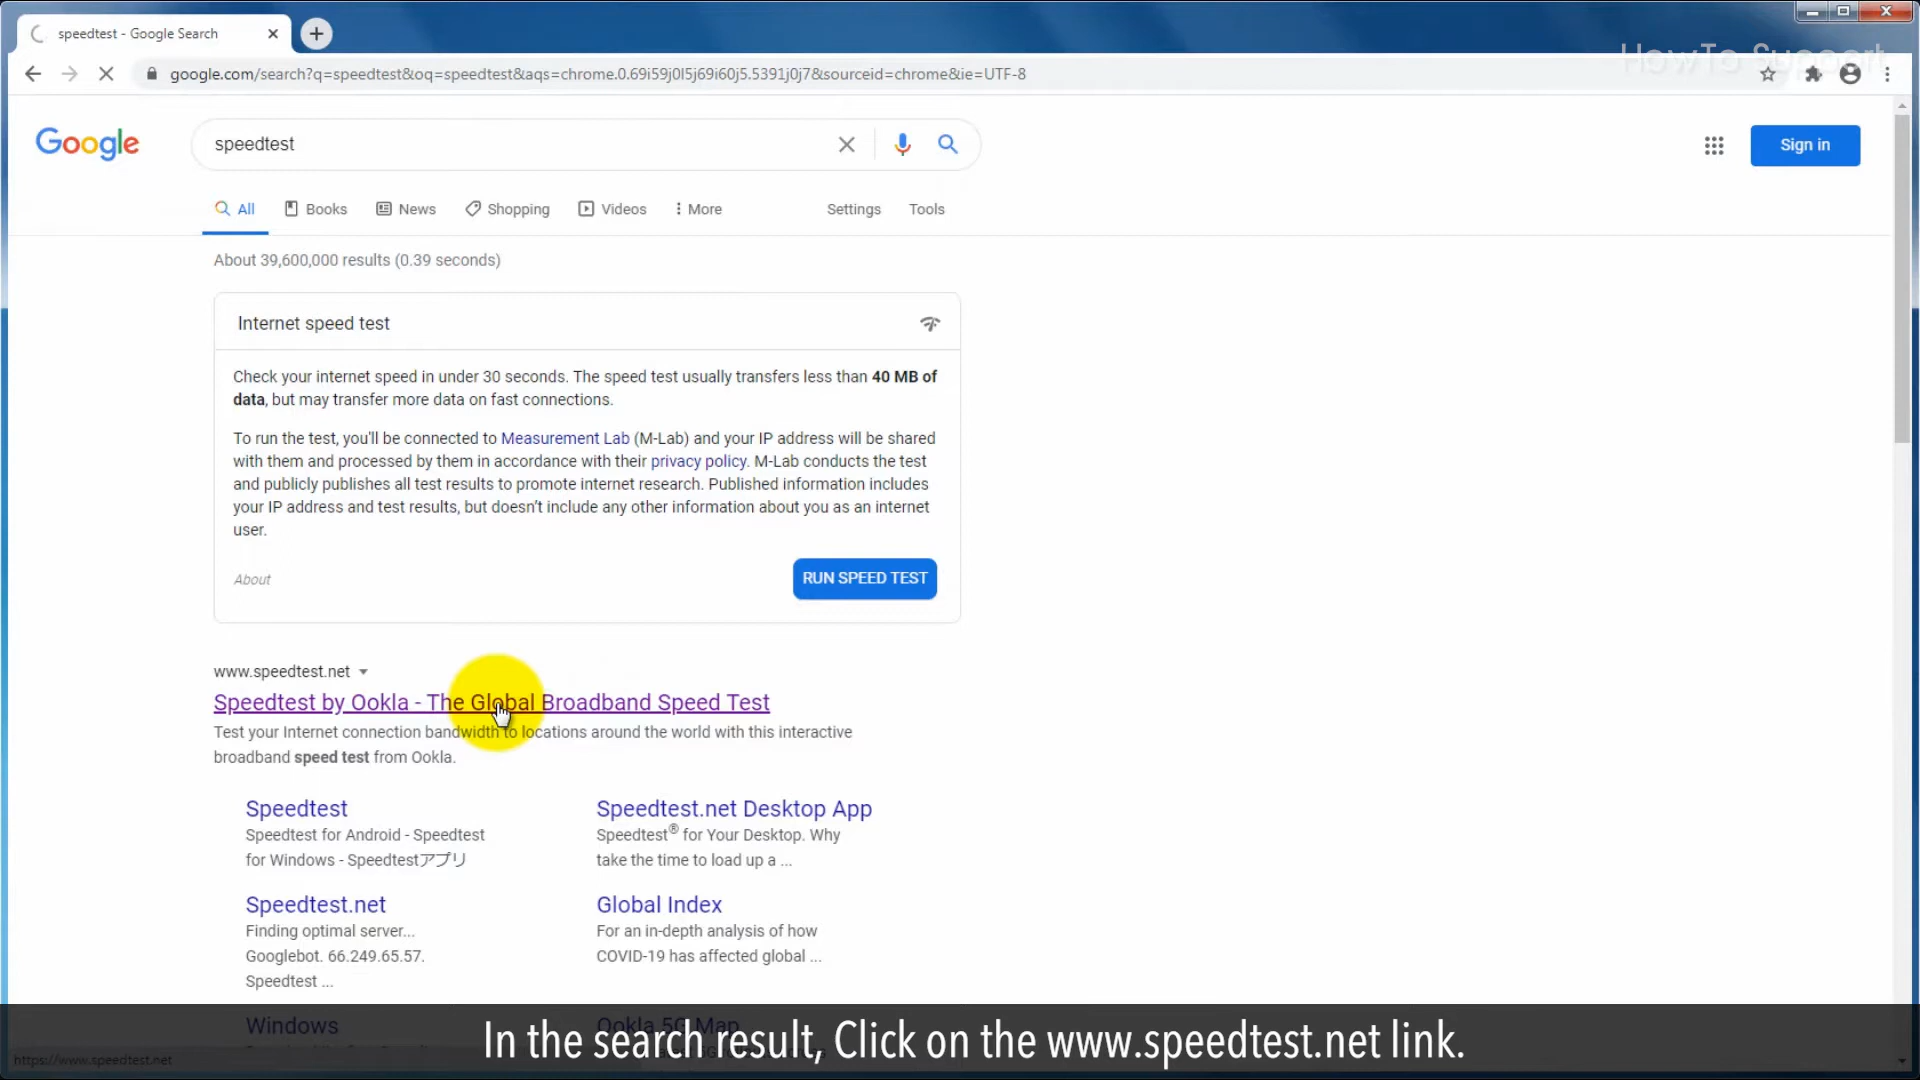 speedtest - Google Search
HowTo Support
google.com/search?q=speedtest&oq=speedtest&aqs=chrome.0.69i59j0l5j69i60j5.5391j0j7&sourceid=chrome&ie=UTF-8
Google
speedtest
Sign in
All
Books
News
Shopping
Videos
More
Settings
Tools
About 39,600,000 results (0.39 seconds)
Internet speed test
Check your internet speed in under 30 seconds. The speed test usually transfers less than 40 MB of
data, but may transfer more data on fast connections.
To run the test, you'll be connected to Measurement Lab (M-Lab) and your IP address will be shared
with them and processed by them in accordance with their privacy policy. M-Lab conducts the test
and publicly publishes all test results to promote internet research. Published information includes
your IP address and test results, but doesn't include any other information about you as an internet
user.
About
RUN SPEED TEST
www.speedtest.net
Speedtest by Ookla - The Global Broadband Speed Test
Test your Internet connection bandwidth to locations around the world with this interactive
broadband speed test from Ookla.
Speedtest
Speedtest for Android - Speedtest
for Windows - Speedtestアプリ
Speedtest.net Desktop App
Speedtest® for Your Desktop. Why
take the time to load up a ...
Speedtest.net
Finding optimal server...
Googlebot. 66.249.65.57.
Speedtest ...
Global Index
For an in-depth analysis of how
COVID-19 has affected global ...
Windows
Ookla 5G Map
In the search result, Click on the www.speedtest.net link.
https://www.speedtest.net